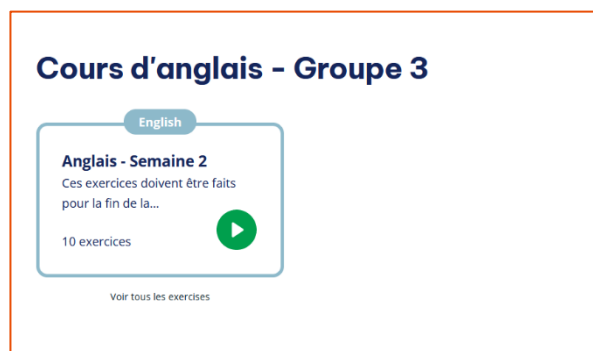 Cours d'anglais - Groupe 3
English
Anglais - Semaine 2
Ces exercices doivent être faits
pour la fin de la...
10 exercices
Voir tous les exercises